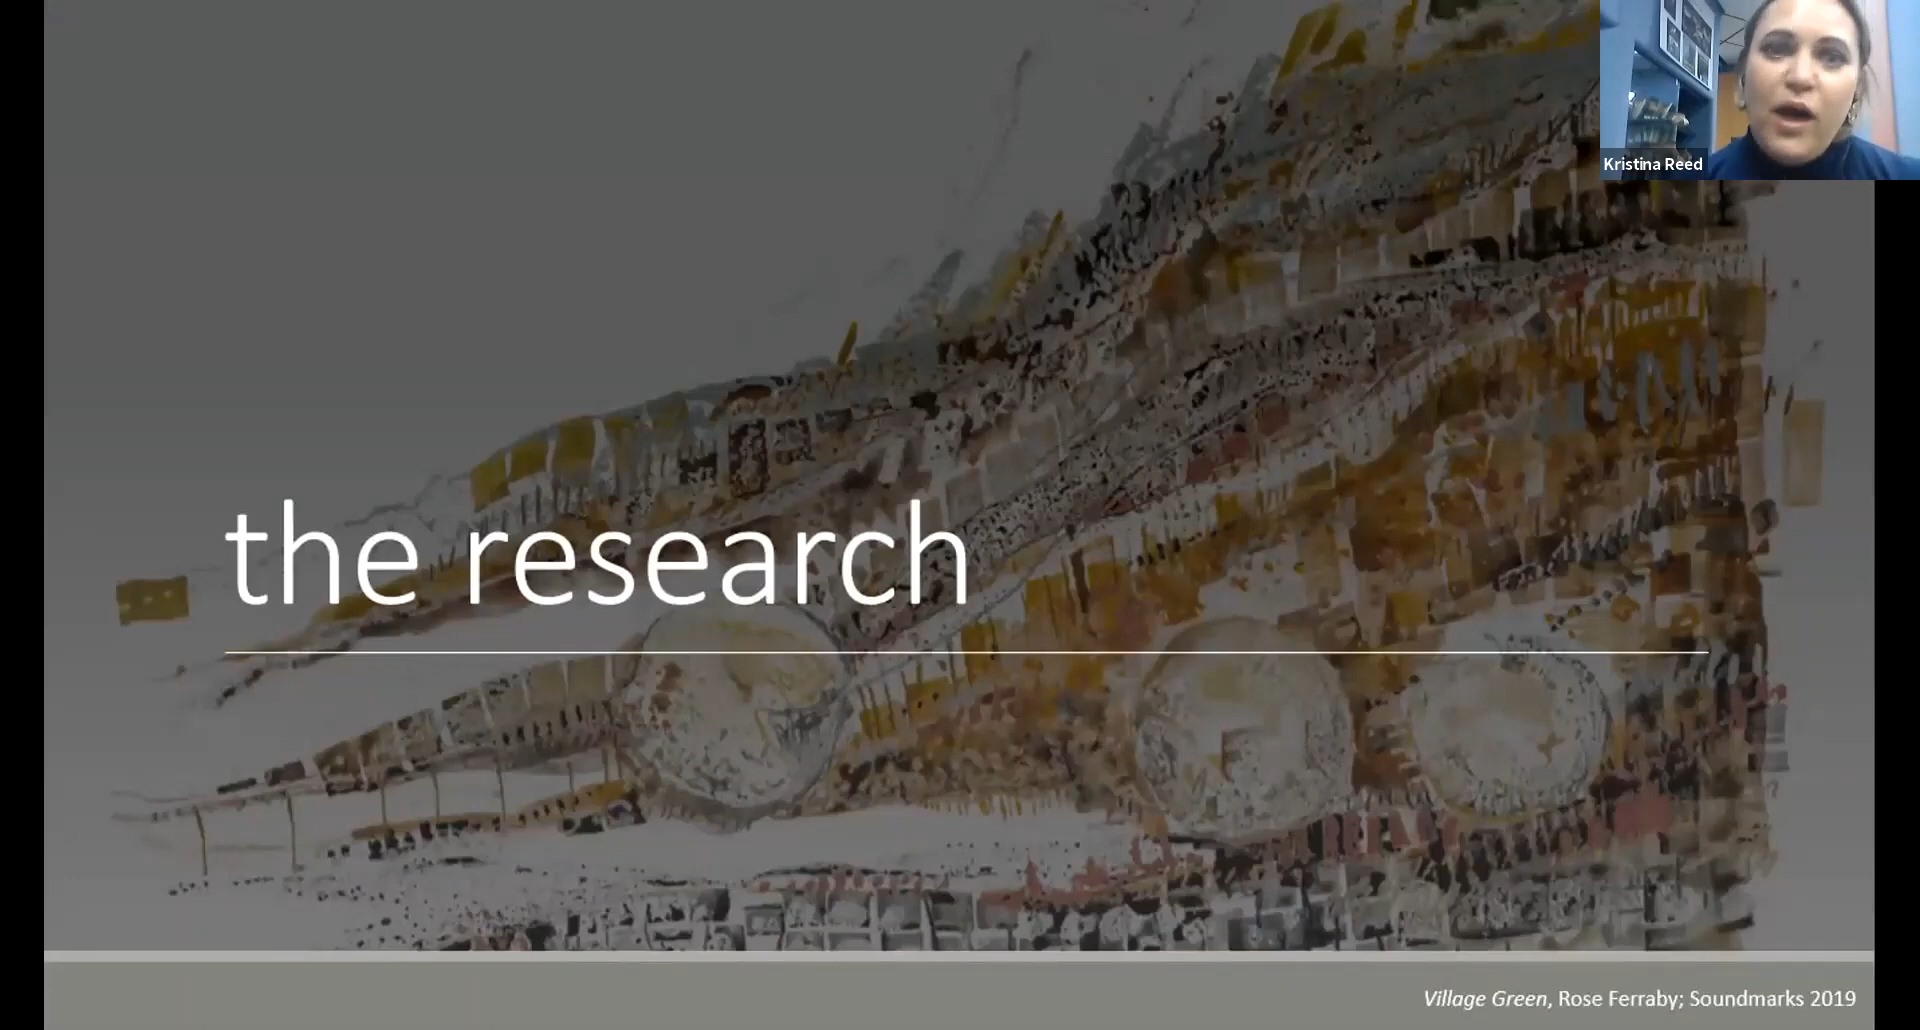 Kristina Reed
the research
Village Green, Rose Ferraby; Soundmarks 2019